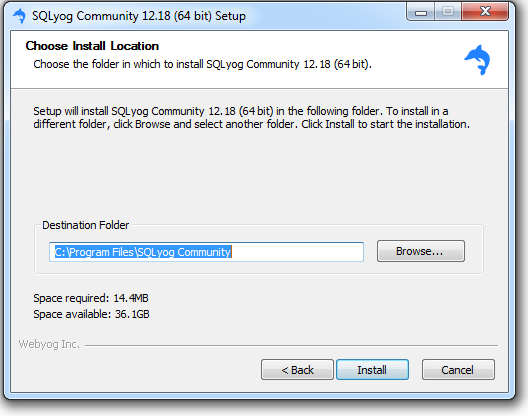 SQLyog Community 12.18 (64 bit) Setup
Choose Install Location
Choose the folder in which to install SQLyog Community 12.18 (64 bit).
Setup will install SQLyog Community 12.18 (64 bit) in the following folder. To install in a
different folder, click Browse and select another folder. Click Install to start the installation.
Destination Folder
C:\Program Files\SQLyog Community
Browse...
Space required: 14.4MB
Space available: 36.1GB
Webyog Inc.
< Back
Install
Cancel